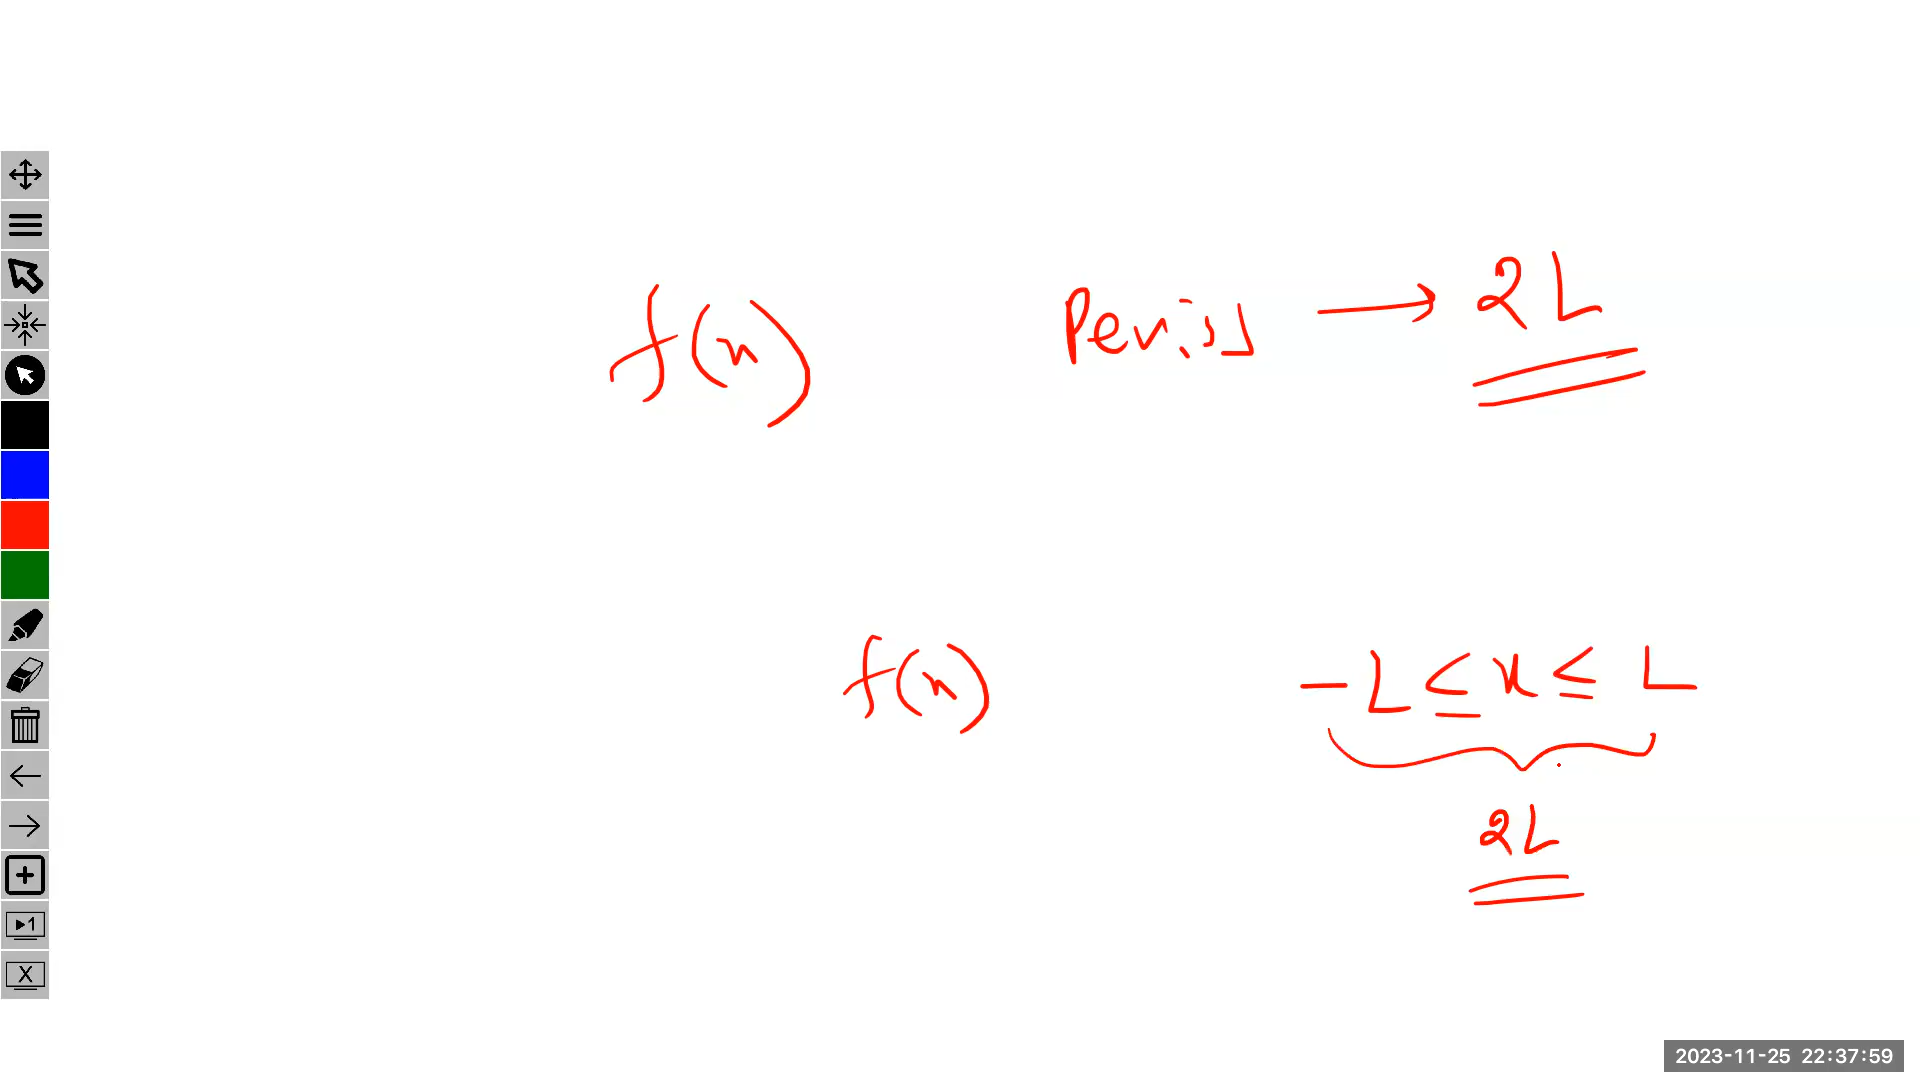 f(x) Period → 2L
f(x) -L ≤ x ≤ L
2L
2023-11-25 22:37:59